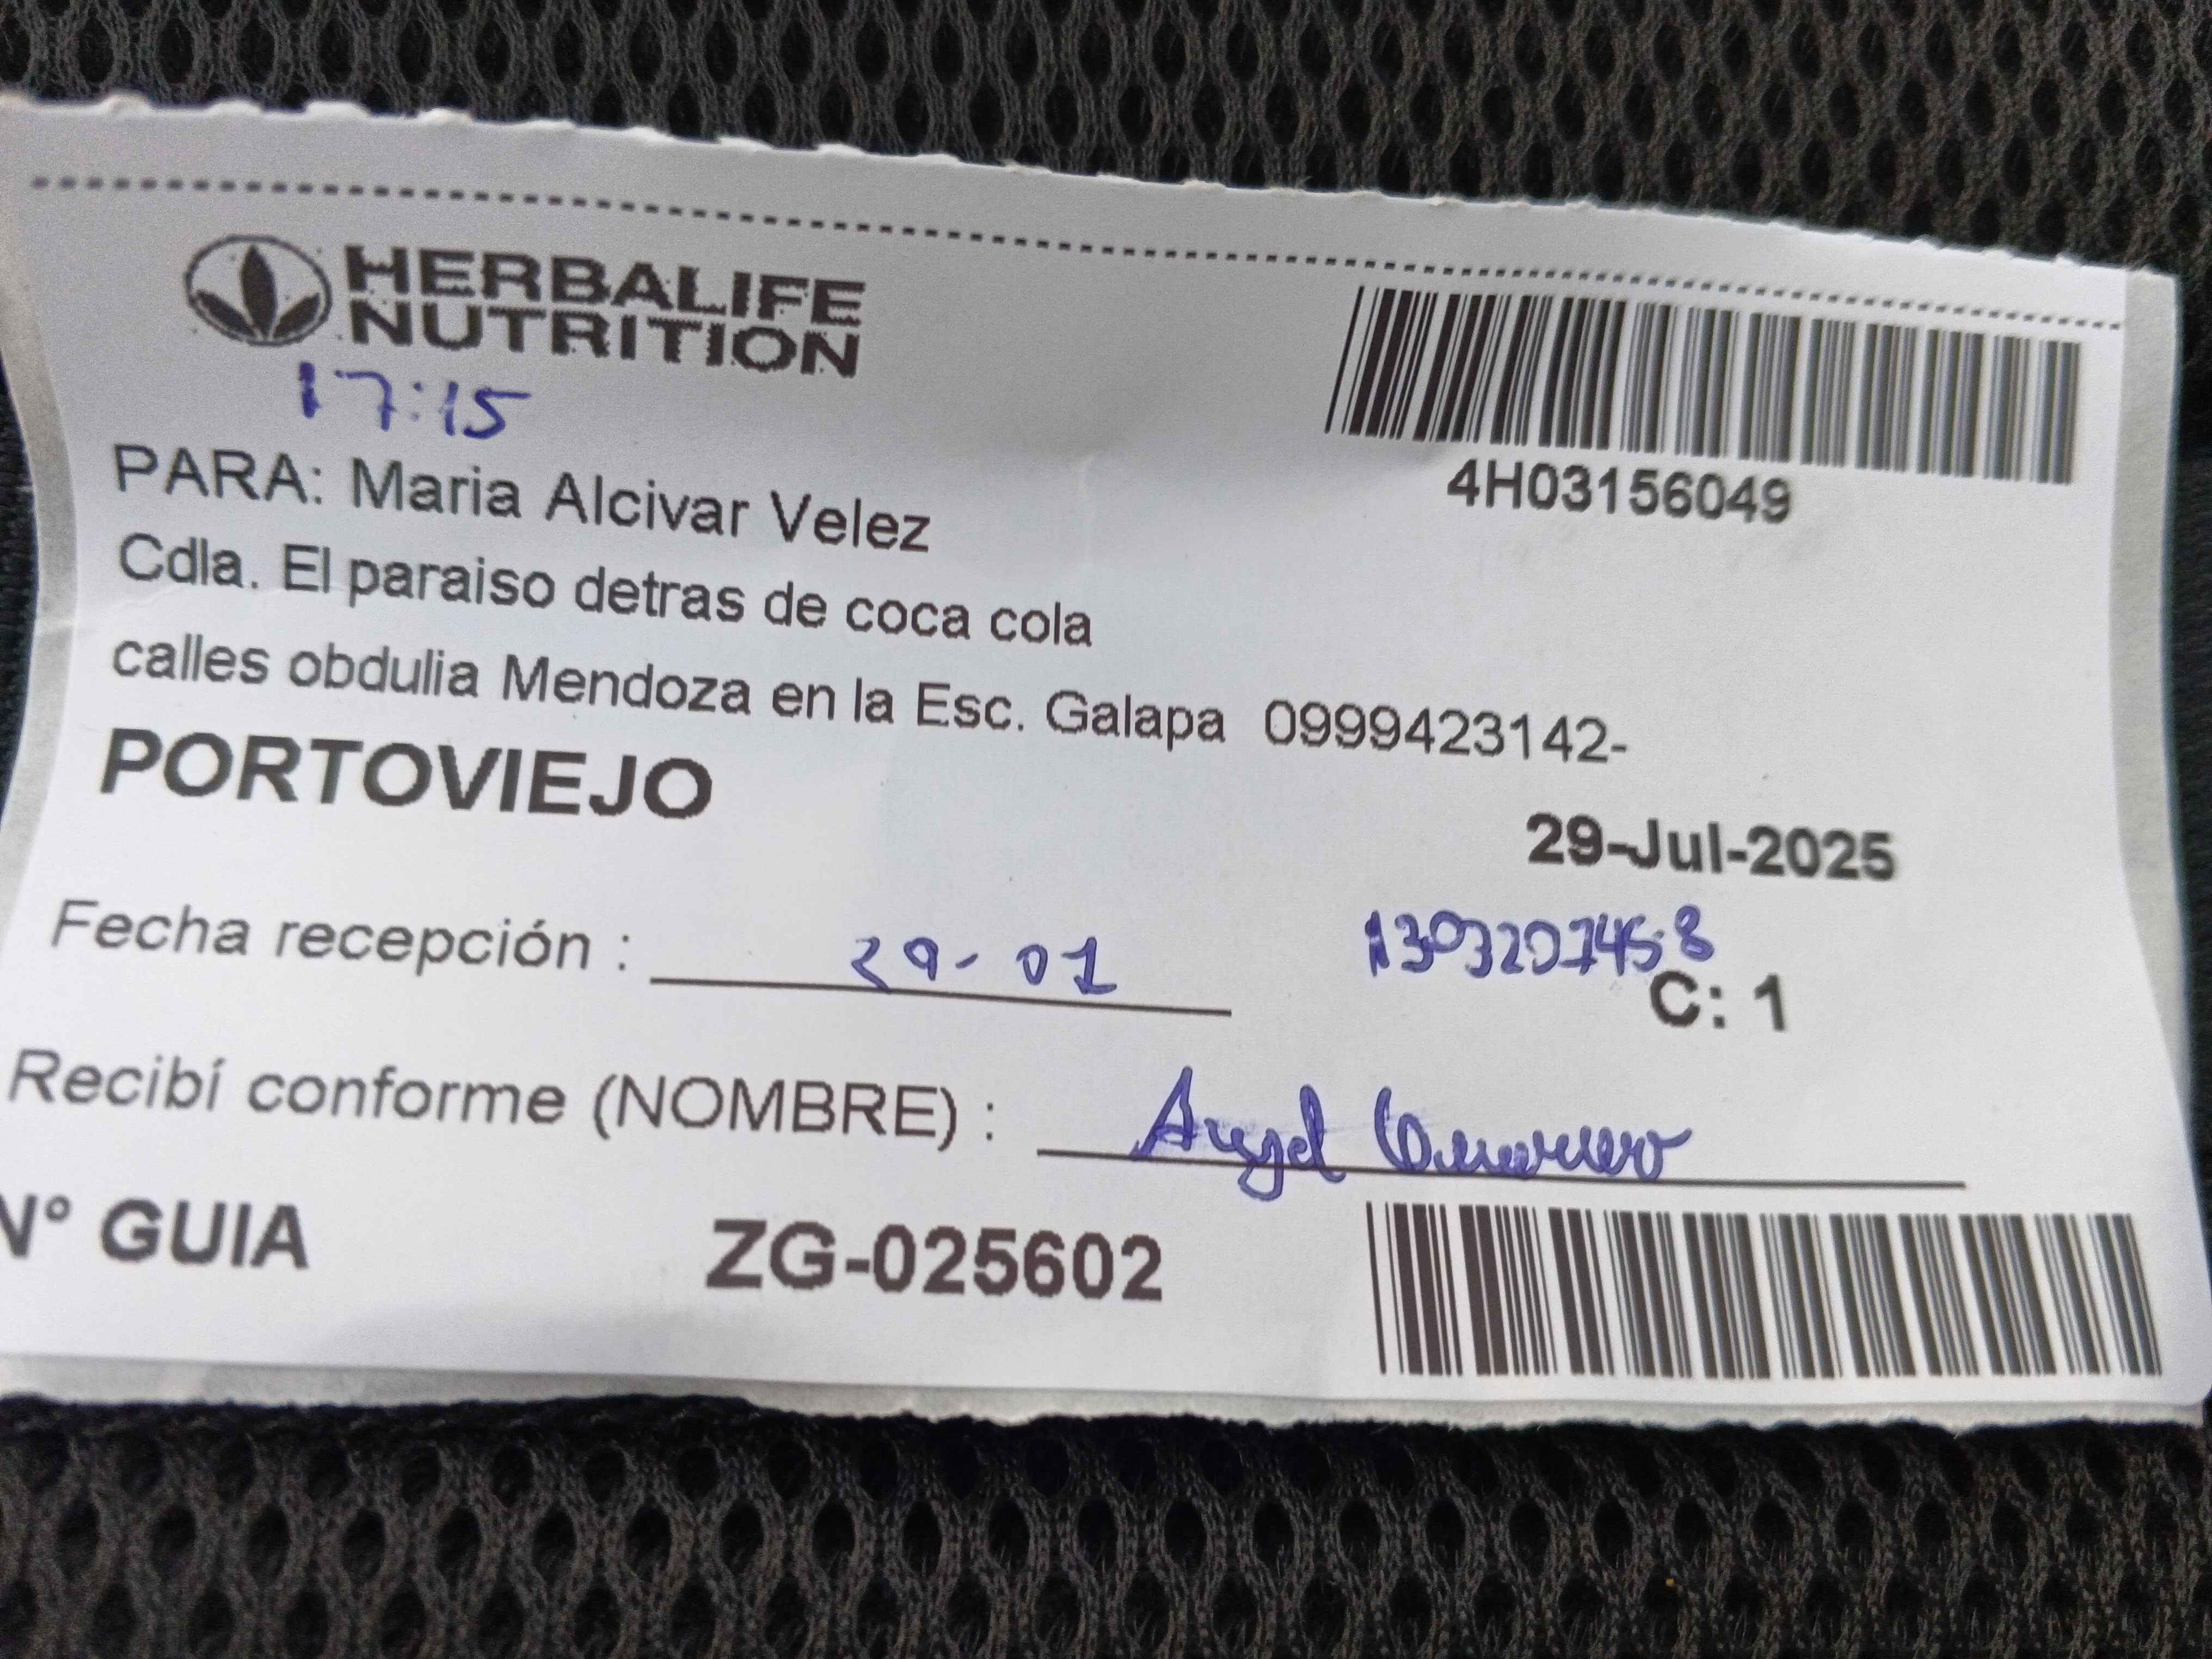 HERBALIFE
NUTRITION
17:15
4H03156049
PARA: Maria Alcivar Velez
Cdla. El paraiso detras de coca cola
calles obdulia Mendoza en la Esc. Galapa 0999423142-
PORTOVIEJO
29-Jul-2025
Fecha recepción : 29-07
1303207458
C: 1
Recibí conforme (NOMBRE) : Angel
N° GUIA ZG-025602